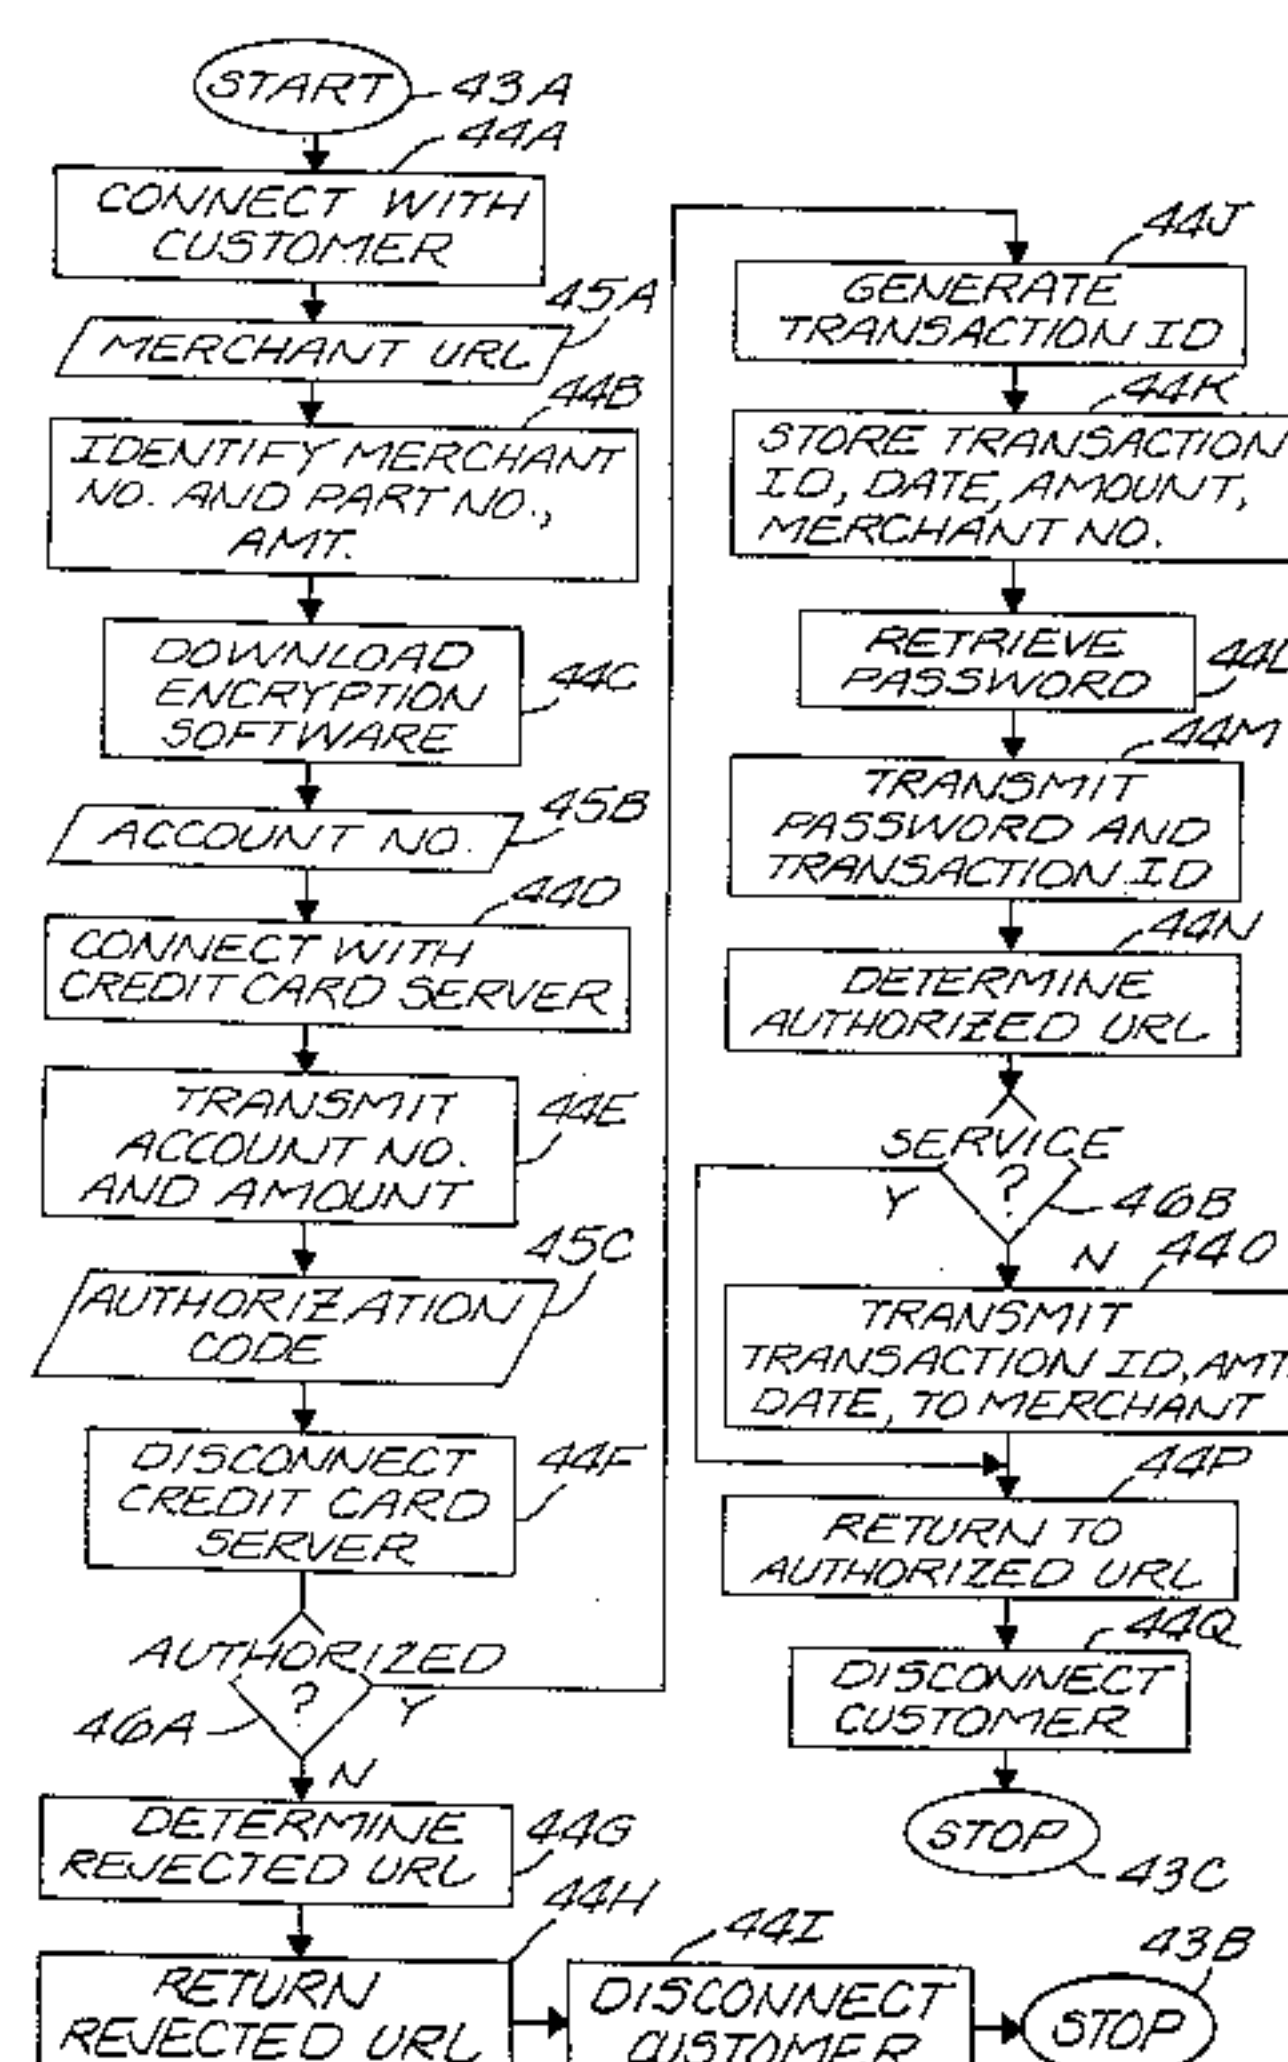 START
43A
44A
CONNECT WITH
CUSTOMER
45A
MERCHANT URL
44B
IDENTIFY MERCHANT
NO. AND PART NO.,
AMT.
DOWNLOAD
ENCRYPTION
SOFTWARE
44C
45B
ACCOUNT NO.
44D
CONNECT WITH
CREDIT CARD SERVER
TRANSMIT
ACCOUNT NO.
AND AMOUNT
44E
45C
AUTHORIZATION
CODE
DISCONNECT
CREDIT CARD
SERVER
44F
AUTHORIZED
?
Y
46A
N
DETERMINE
REJECTED URL
44G
44H
RETURN
REJECTED URL
44I
DISCONNECT
CUSTOMER
43B
STOP
44J
GENERATE
TRANSACTION ID
44K
STORE TRANSACTION
ID, DATE, AMOUNT,
MERCHANT NO.
RETRIEVE
PASSWORD
44L
44M
TRANSMIT
PASSWORD AND
TRANSACTION ID
44N
DETERMINE
AUTHORIZED URL
SERVICE
?
Y
46B
N
44O
TRANSMIT
TRANSACTION ID, AMT.
DATE, TO MERCHANT
44P
RETURN TO
AUTHORIZED URL
44Q
DISCONNECT
CUSTOMER
STOP
43C